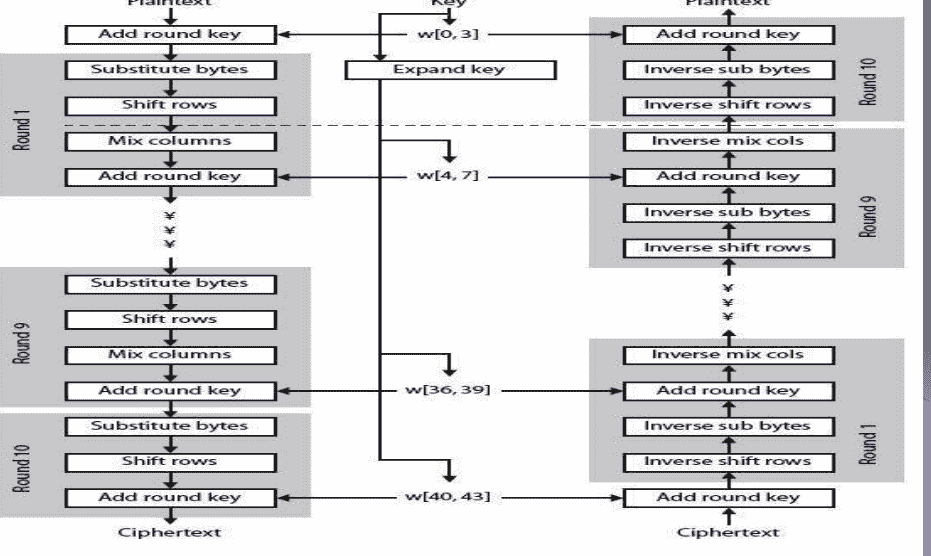 Plaintext
Add round key
Round 1
Substitute bytes
Shift rows
Mix columns
Add round key
¥
¥
¥
Round 9
Substitute bytes
Shift rows
Mix columns
Add round key
Round 10
Substitute bytes
Shift rows
Add round key
Ciphertext
Key
w[0, 3]
Expand key
w[4, 7]
w[36, 39]
w[40, 43]
Plaintext
Add round key
Inverse sub bytes
Inverse shift rows
Round 10
Inverse mix cols
Add round key
Inverse sub bytes
Inverse shift rows
Round 9
¥
¥
¥
Inverse mix cols
Add round key
Inverse sub bytes
Inverse shift rows
Round 1
Add round key
Ciphertext